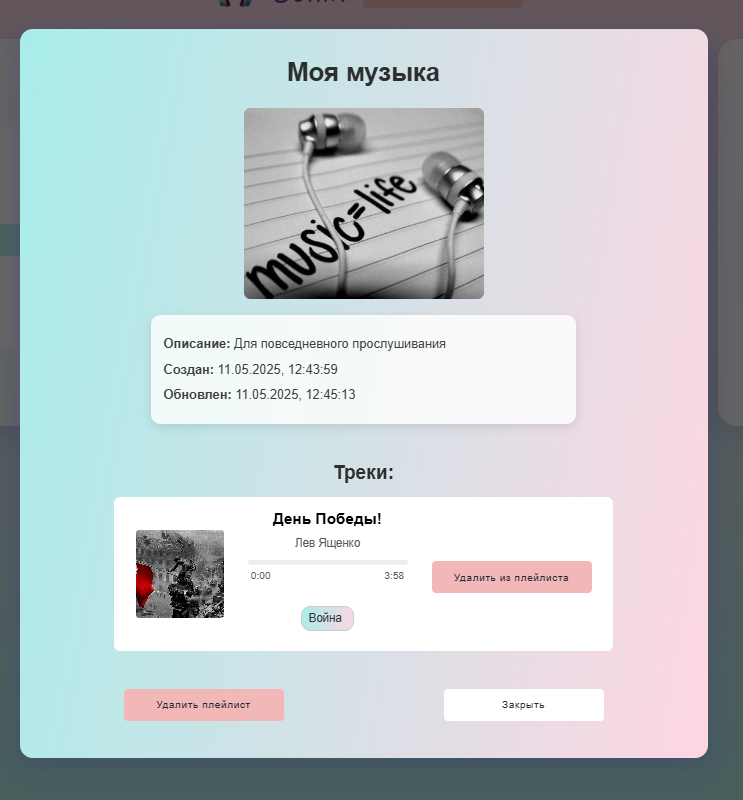 Моя музыка
music=life
Описание: Для повседневного прослушивания
Создан: 11.05.2025, 12:43:59
Обновлен: 11.05.2025, 12:45:13
Треки:
День Победы!
Лев Ященко
0:00 3:58
Удалить из плейлиста
Война
Удалить плейлист
Закрыть